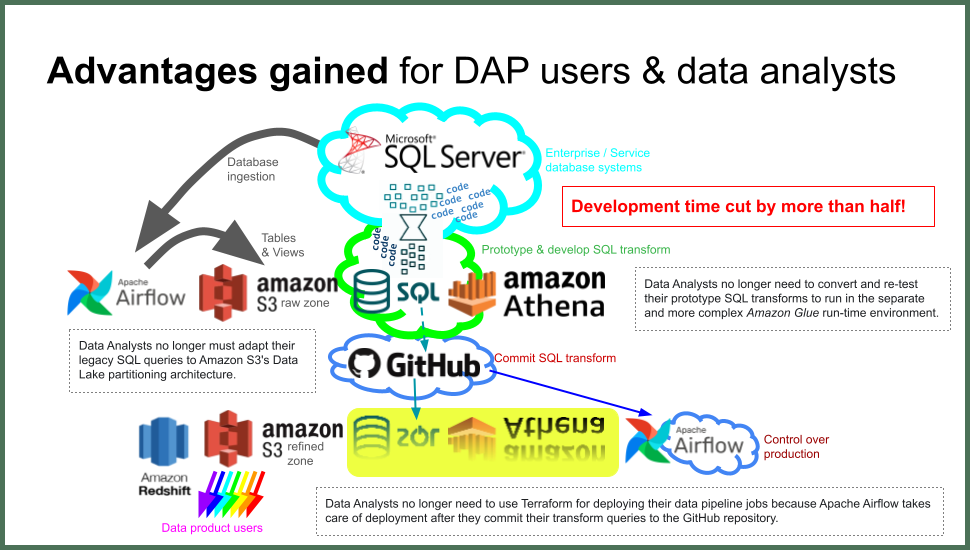 Advantages gained for DAP users & data analysts
Microsoft®
SQL Server®
Database
ingestion
Enterprise / Service
database systems
code
code
code code
code
code
code
code
code
Development time cut by more than half!
Tables
& Views
Prototype & develop SQL transform
Apache
Airflow
amazon
S3 raw zone
SQL
amazon
Athena
Data Analysts no longer need to convert and re-test
their prototype SQL transforms to run in the separate
and more complex Amazon Glue run-time environment.
Data Analysts no longer must adapt their
legacy SQL queries to Amazon S3's Data
Lake partitioning architecture.
GitHub
Commit SQL transform
Amazon
Redshift
amazon
S3 refined
zone
SQL
Athena
amazon
Apache
Airflow
Control over
production
Data product users
Data Analysts no longer need to use Terraform for deploying their data pipeline jobs because Apache Airflow takes
care of deployment after they commit their transform queries to the GitHub repository.